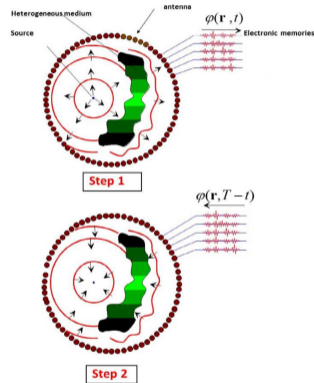 Heterogeneous medium
antenna
φ(r ,t)
Source
Electronic memories
Step 1
φ(r,T−t)
Step 2